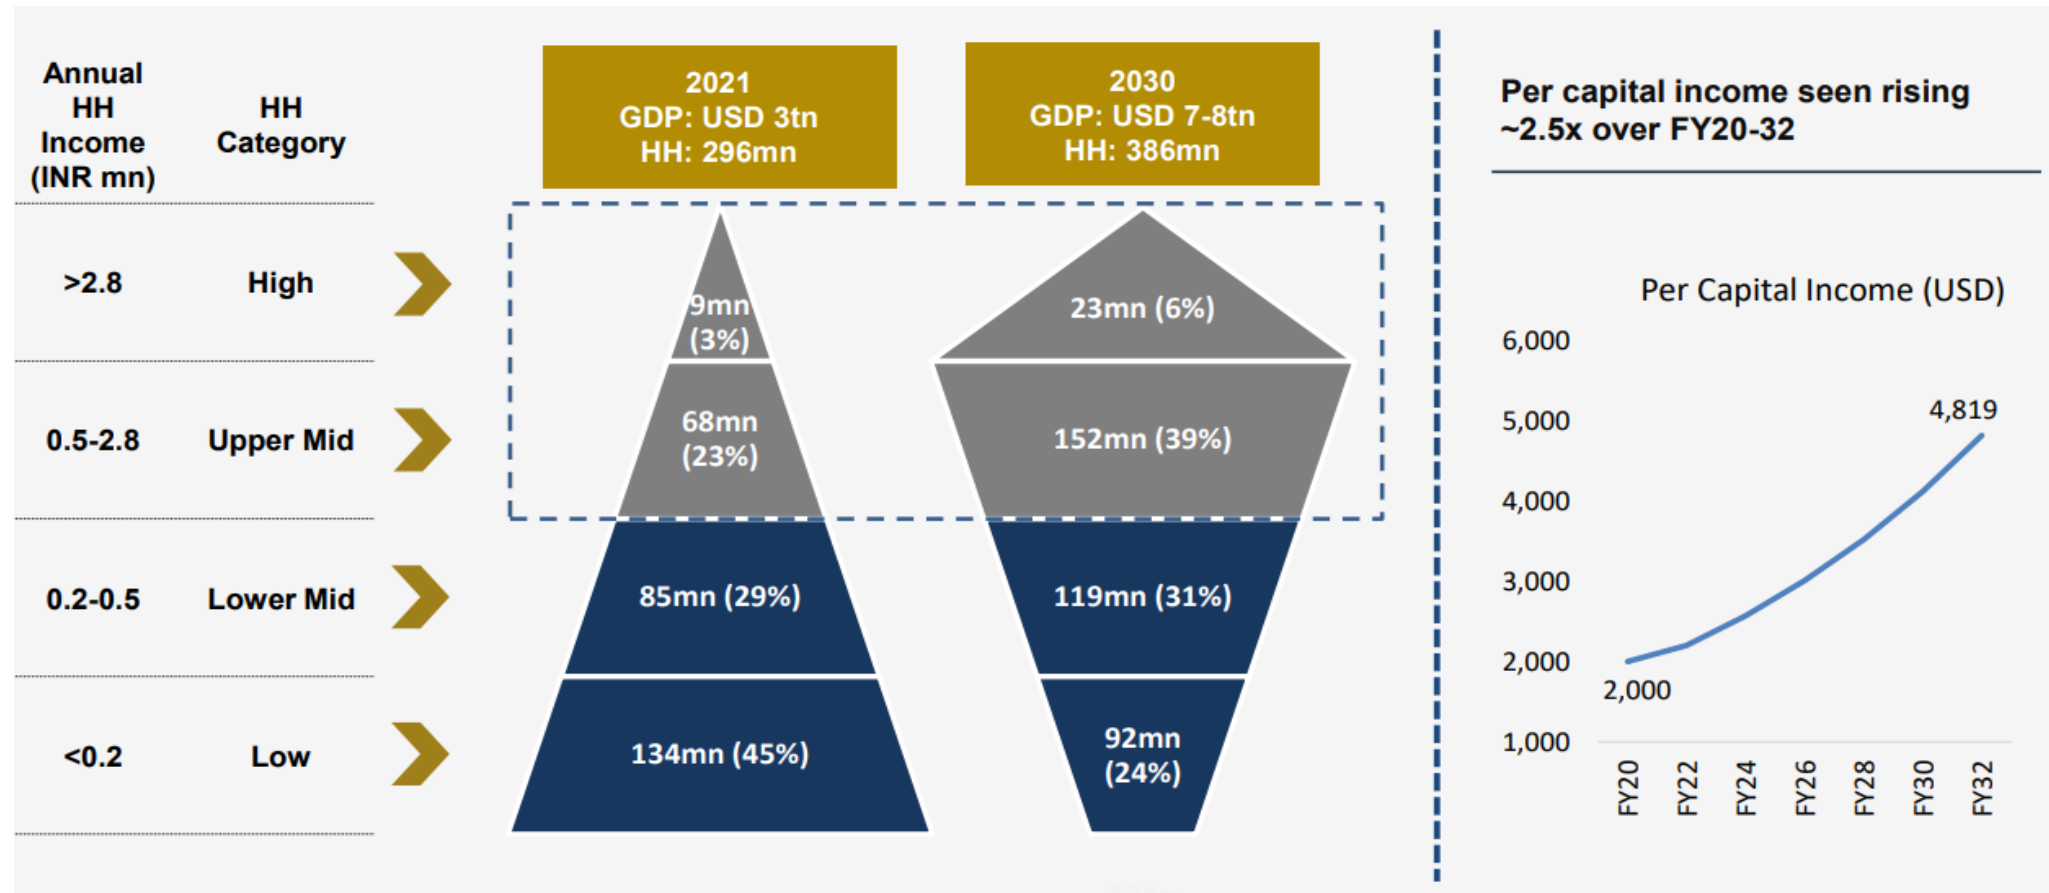 Annual
HH
Income
(INR mn)
HH
Category
2021
GDP: USD 3tn
HH: 296mn
2030
GDP: USD 7-8tn
HH: 386mn
>2.8
High
9mn
(3%)
23mn (6%)
0.5-2.8
Upper Mid
68mn
(23%)
152mn (39%)
0.2-0.5
Lower Mid
85mn (29%)
119mn (31%)
<0.2
Low
134mn (45%)
92mn
(24%)
Per capital income seen rising
~2.5x over FY20-32
Per Capital Income (USD)
6,000
5,000
4,000
3,000
2,000
1,000
4,819
2,000
FY20
FY22
FY24
FY26
FY28
FY30
FY32